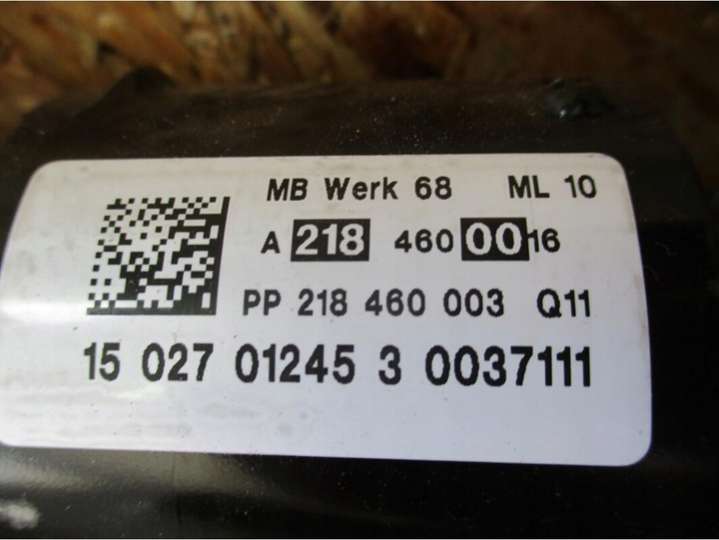 MB Werk 68 ML 10
A 218 460 00 16
PP 218 460 003 Q11
15 027 01245 3 0037111